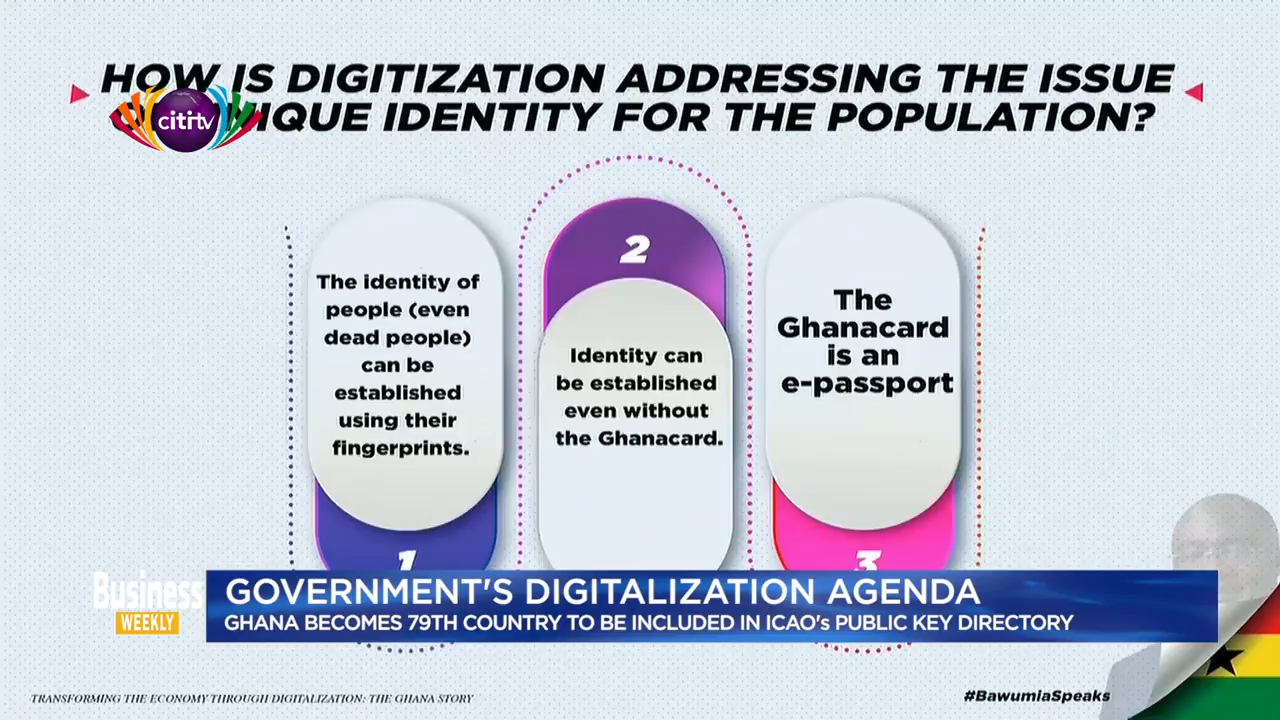 HOW IS DIGITIZATION ADDRESSING THE ISSUE
IDENTITY FOR THE POPULATION?
citi tv
2
The identity of
people (even
dead people)
can be
established
using their
fingerprints.
1
Identity can
be established
even without
the Ghanacard.
The
Ghanacard
is an
e-passport
3
Business
WEEKLY
GOVERNMENT'S DIGITALIZATION AGENDA
GHANA BECOMES 79TH COUNTRY TO BE INCLUDED IN ICAO's PUBLIC KEY DIRECTORY
TRANSFORMING THE ECONOMY THROUGH DIGITALIZATION: THE GHANA STORY
#BawumiaSpeaks